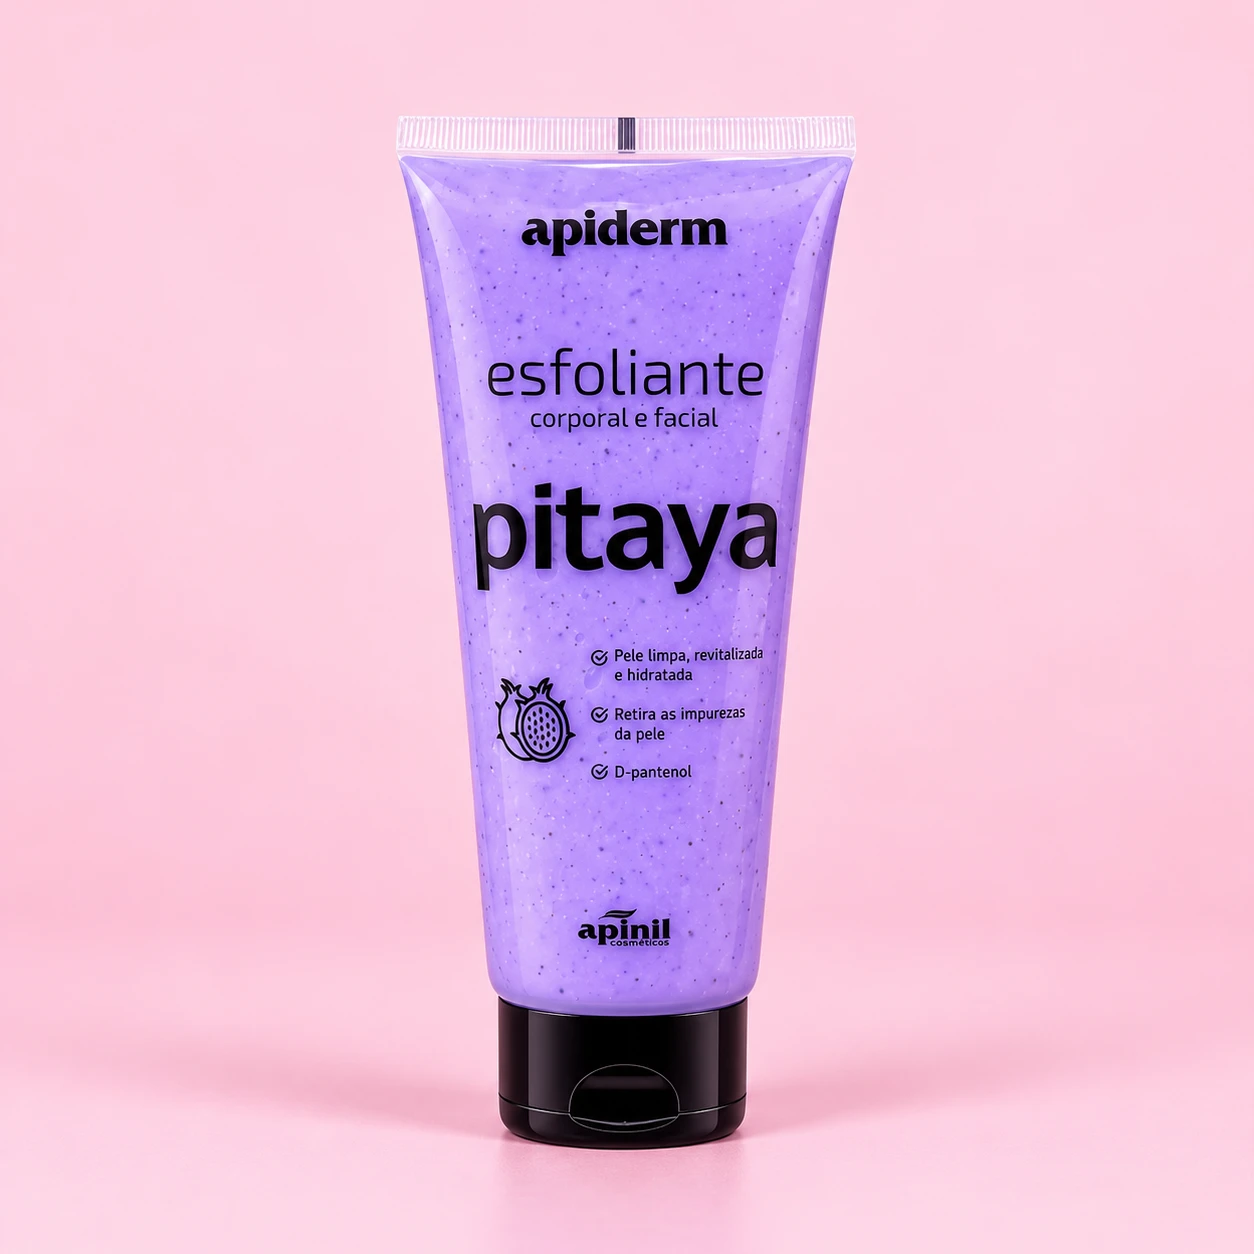 apiderm
esfoliante
corporal e facial
pitaya
Pele limpa, revitalizada
e hidratada
Retira as impurezas
da pele
D-pantenol
apinil
cosméticos